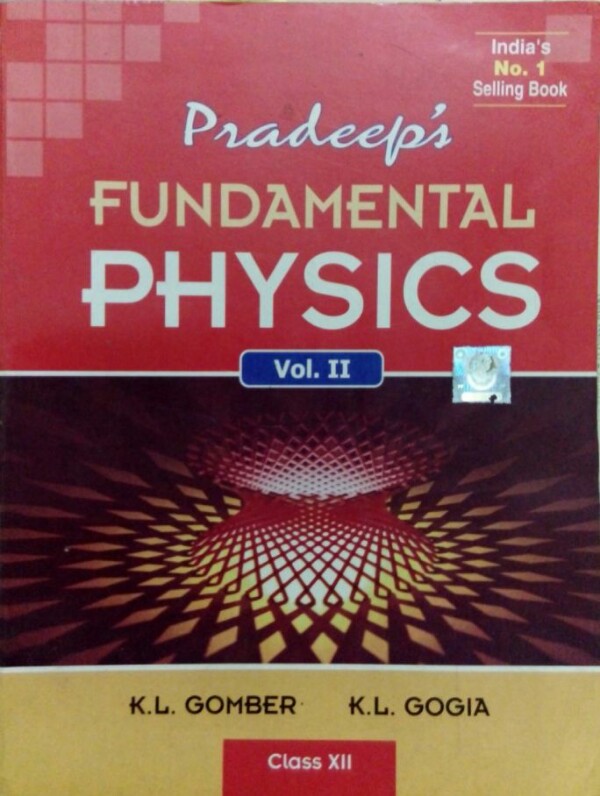 India's
No. 1
Selling Book
Pradeep's
FUNDAMENTAL
PHYSICS
Vol. II
K.L. GOMBER K.L. GOGIA
Class XII